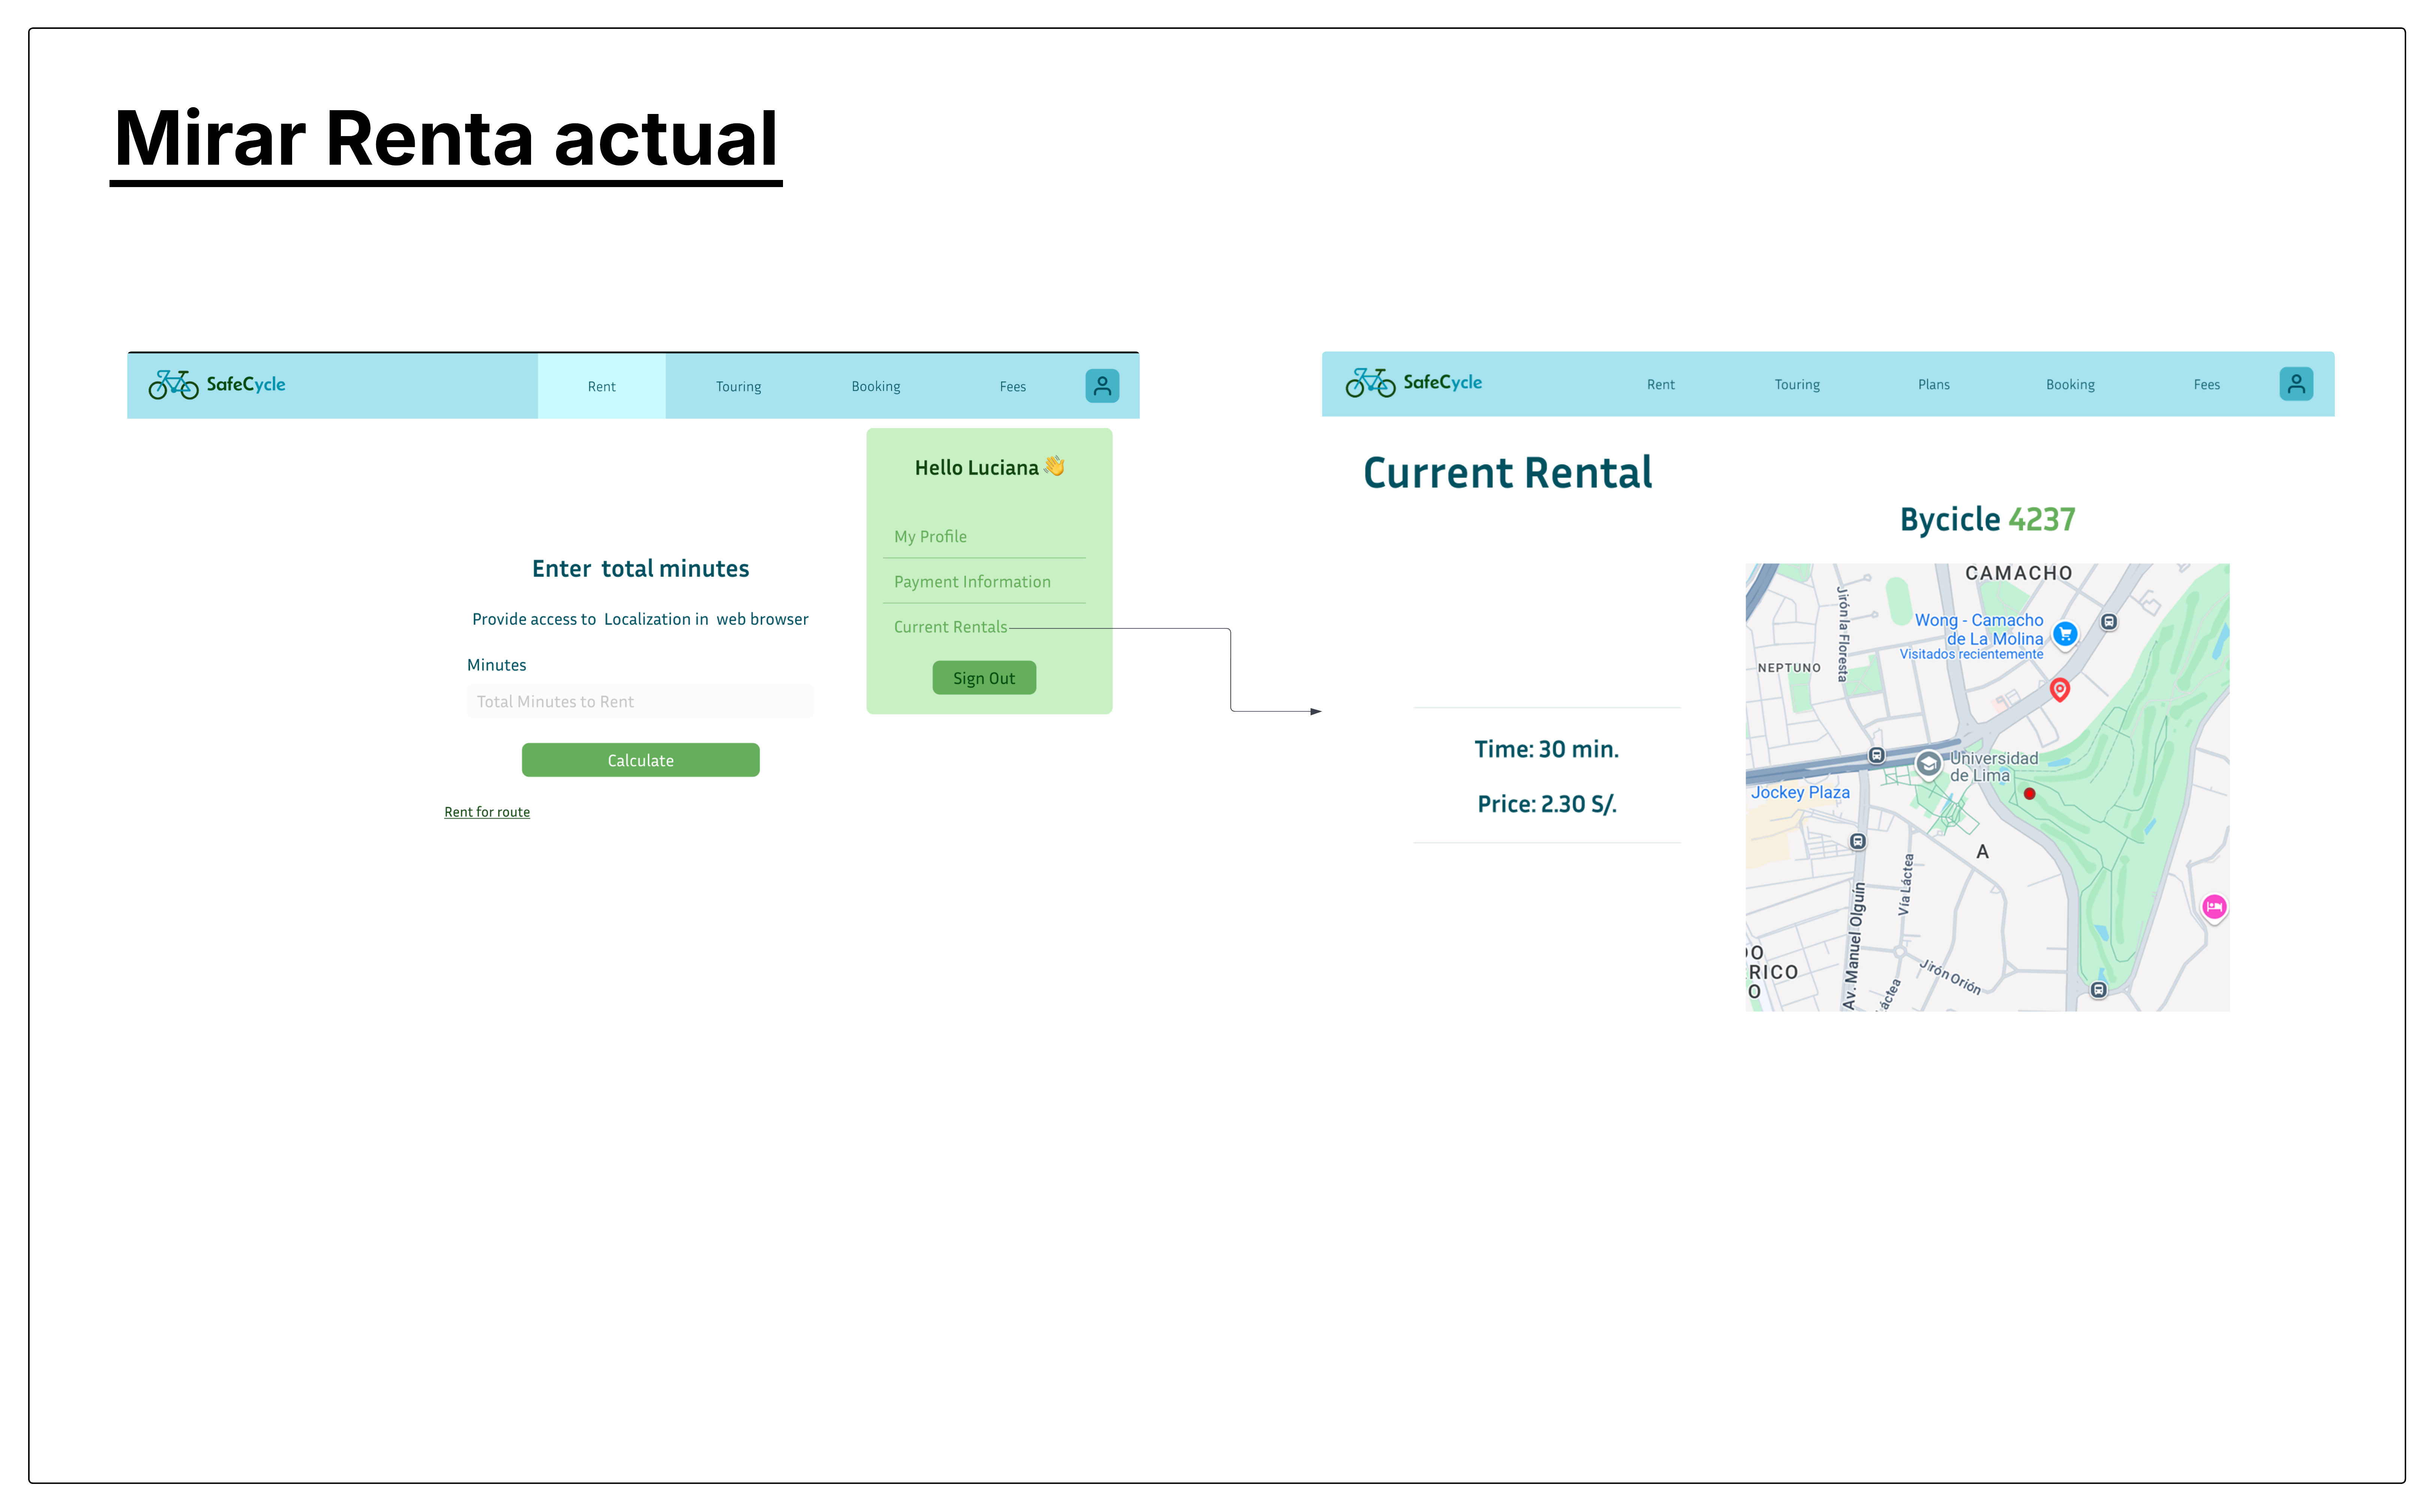 Mirar Renta actual
SafeCycle
Rent
Touring
Booking
Fees
Hello Luciana 👋
My Profile
Payment Information
Current Rentals
Sign Out
Enter total minutes
Provide access to Localization in web browser
Minutes
Total Minutes to Rent
Calculate
Rent for route
SafeCycle
Rent
Touring
Plans
Booking
Fees
Current Rental
Time: 30 min.
Price: 2.30 S/.
Bycicle 4237
CAMACHO
Jirón la Floresta
Wong - Camacho
de La Molina
Visitados recientemente
NEPTUNO
Universidad
de Lima
Jockey Plaza
A
Vía Láctea
Av. Manuel Olguín
Jirón Orión
láctea
DO
RICO
O